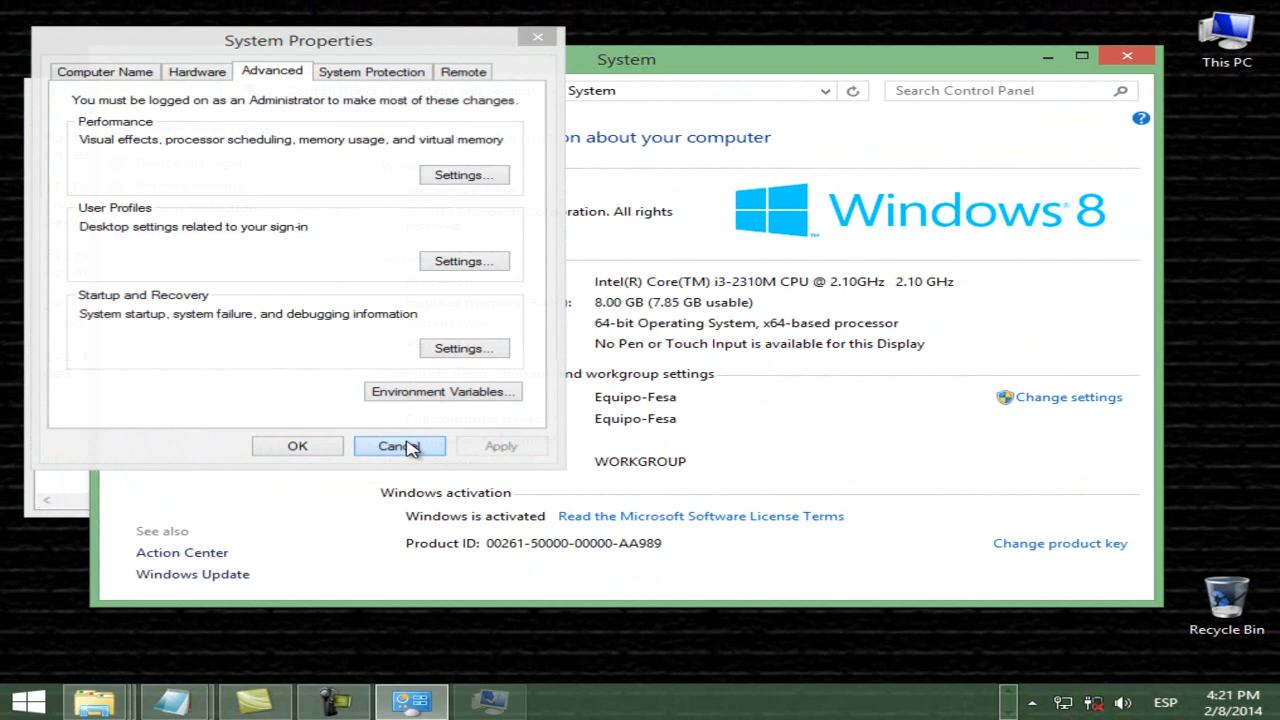 System Properties
Computer Name
Hardware
Advanced
System Protection
Remote
You must be logged on as an Administrator to make most of these changes.
Performance
Visual effects, processor scheduling, memory usage, and virtual memory
Settings...
User Profiles
Desktop settings related to your sign-in
Settings...
Startup and Recovery
System startup, system failure, and debugging information
Settings...
Environment Variables...
OK
Cancel
Apply
System
System
Search Control Panel
on about your computer
oration. All rights
Windows® 8
Intel(R) Core(TM) i3-2310M CPU @ 2.10GHz 2.10 GHz
): 8.00 GB (7.85 GB usable)
64-bit Operating System, x64-based processor
No Pen or Touch Input is available for this Display
nd workgroup settings
Equipo-Fesa
Change settings
Equipo-Fesa
WORKGROUP
Windows activation
Windows is activated Read the Microsoft Software License Terms
Product ID: 00261-50000-00000-AA989
Change product key
See also
Action Center
Windows Update
This PC
Recycle Bin
ESP
4:21 PM
2/8/2014